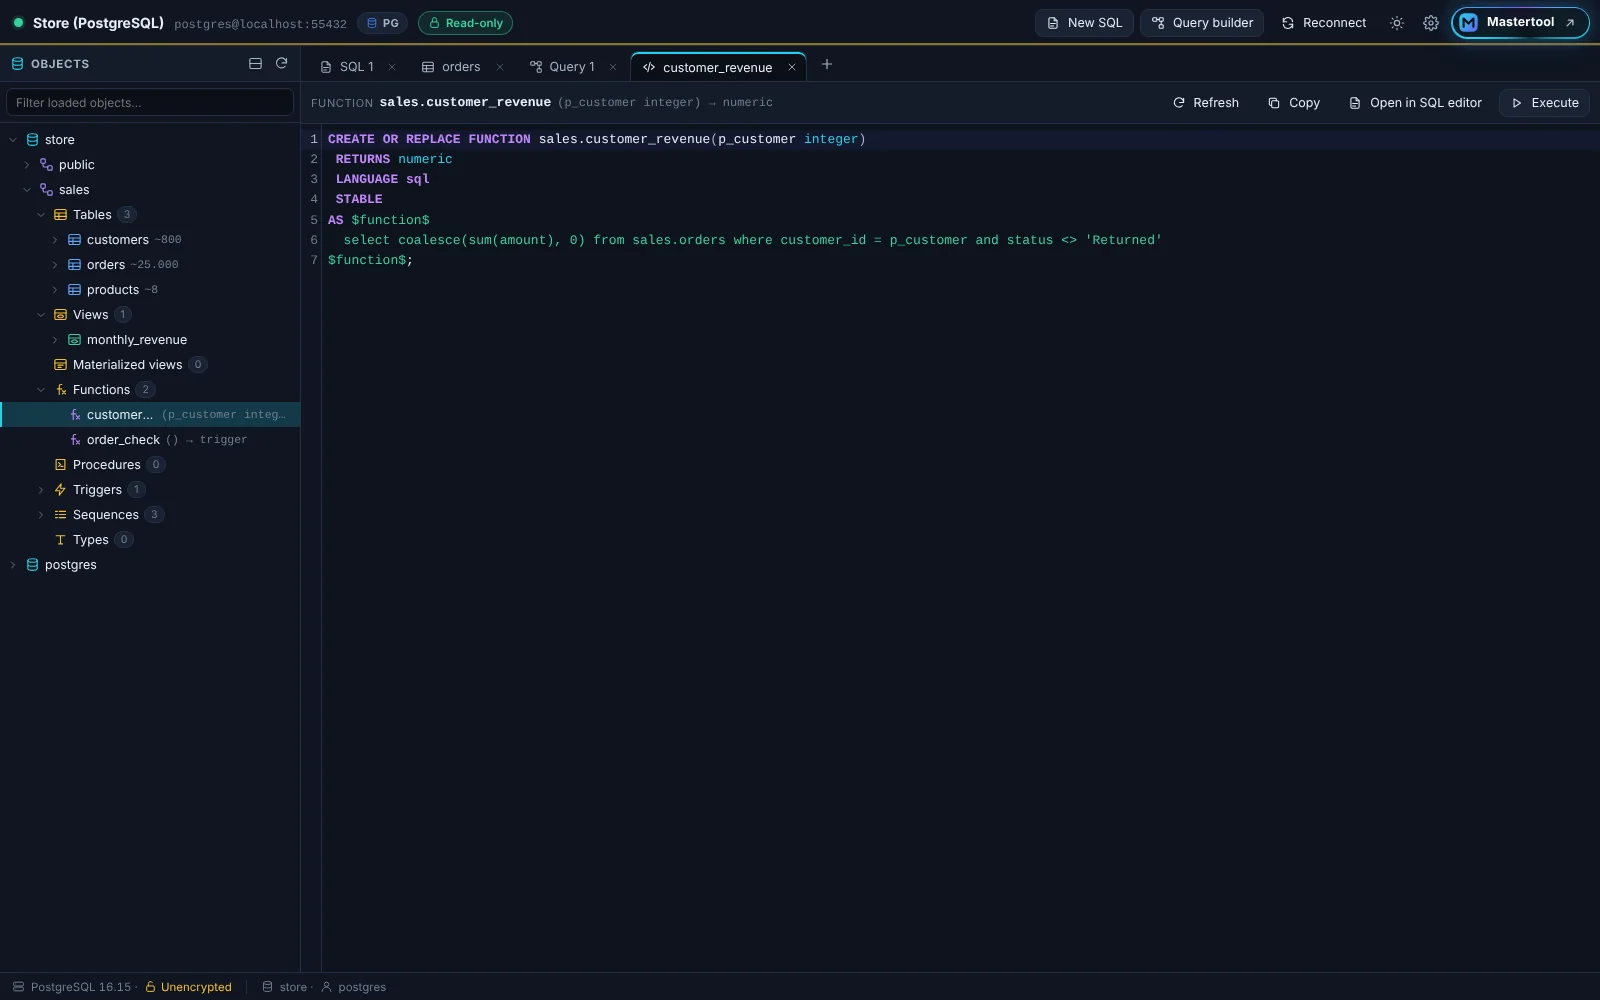 Store (PostgreSQL) postgres@localhost:55432 PG Read-only New SQL Query builder Reconnect Mastertool
OBJECTS
Filter loaded objects...
store
public
sales
Tables 3
customers ~800
orders ~25.000
products ~8
Views 1
monthly_revenue
Materialized views 0
Functions 2
customer... (p_customer integ…
order_check () → trigger
Procedures 0
Triggers 1
Sequences 3
Types 0
postgres
SQL 1 orders Query 1 customer_revenue
FUNCTION sales.customer_revenue (p_customer integer) → numeric Refresh Copy Open in SQL editor Execute
1 CREATE OR REPLACE FUNCTION sales.customer_revenue(p_customer integer)
2 RETURNS numeric
3 LANGUAGE sql
4 STABLE
5 AS $function$
6 select coalesce(sum(amount), 0) from sales.orders where customer_id = p_customer and status <> 'Returned'
7 $function$;
PostgreSQL 16.15 · Unencrypted store · postgres